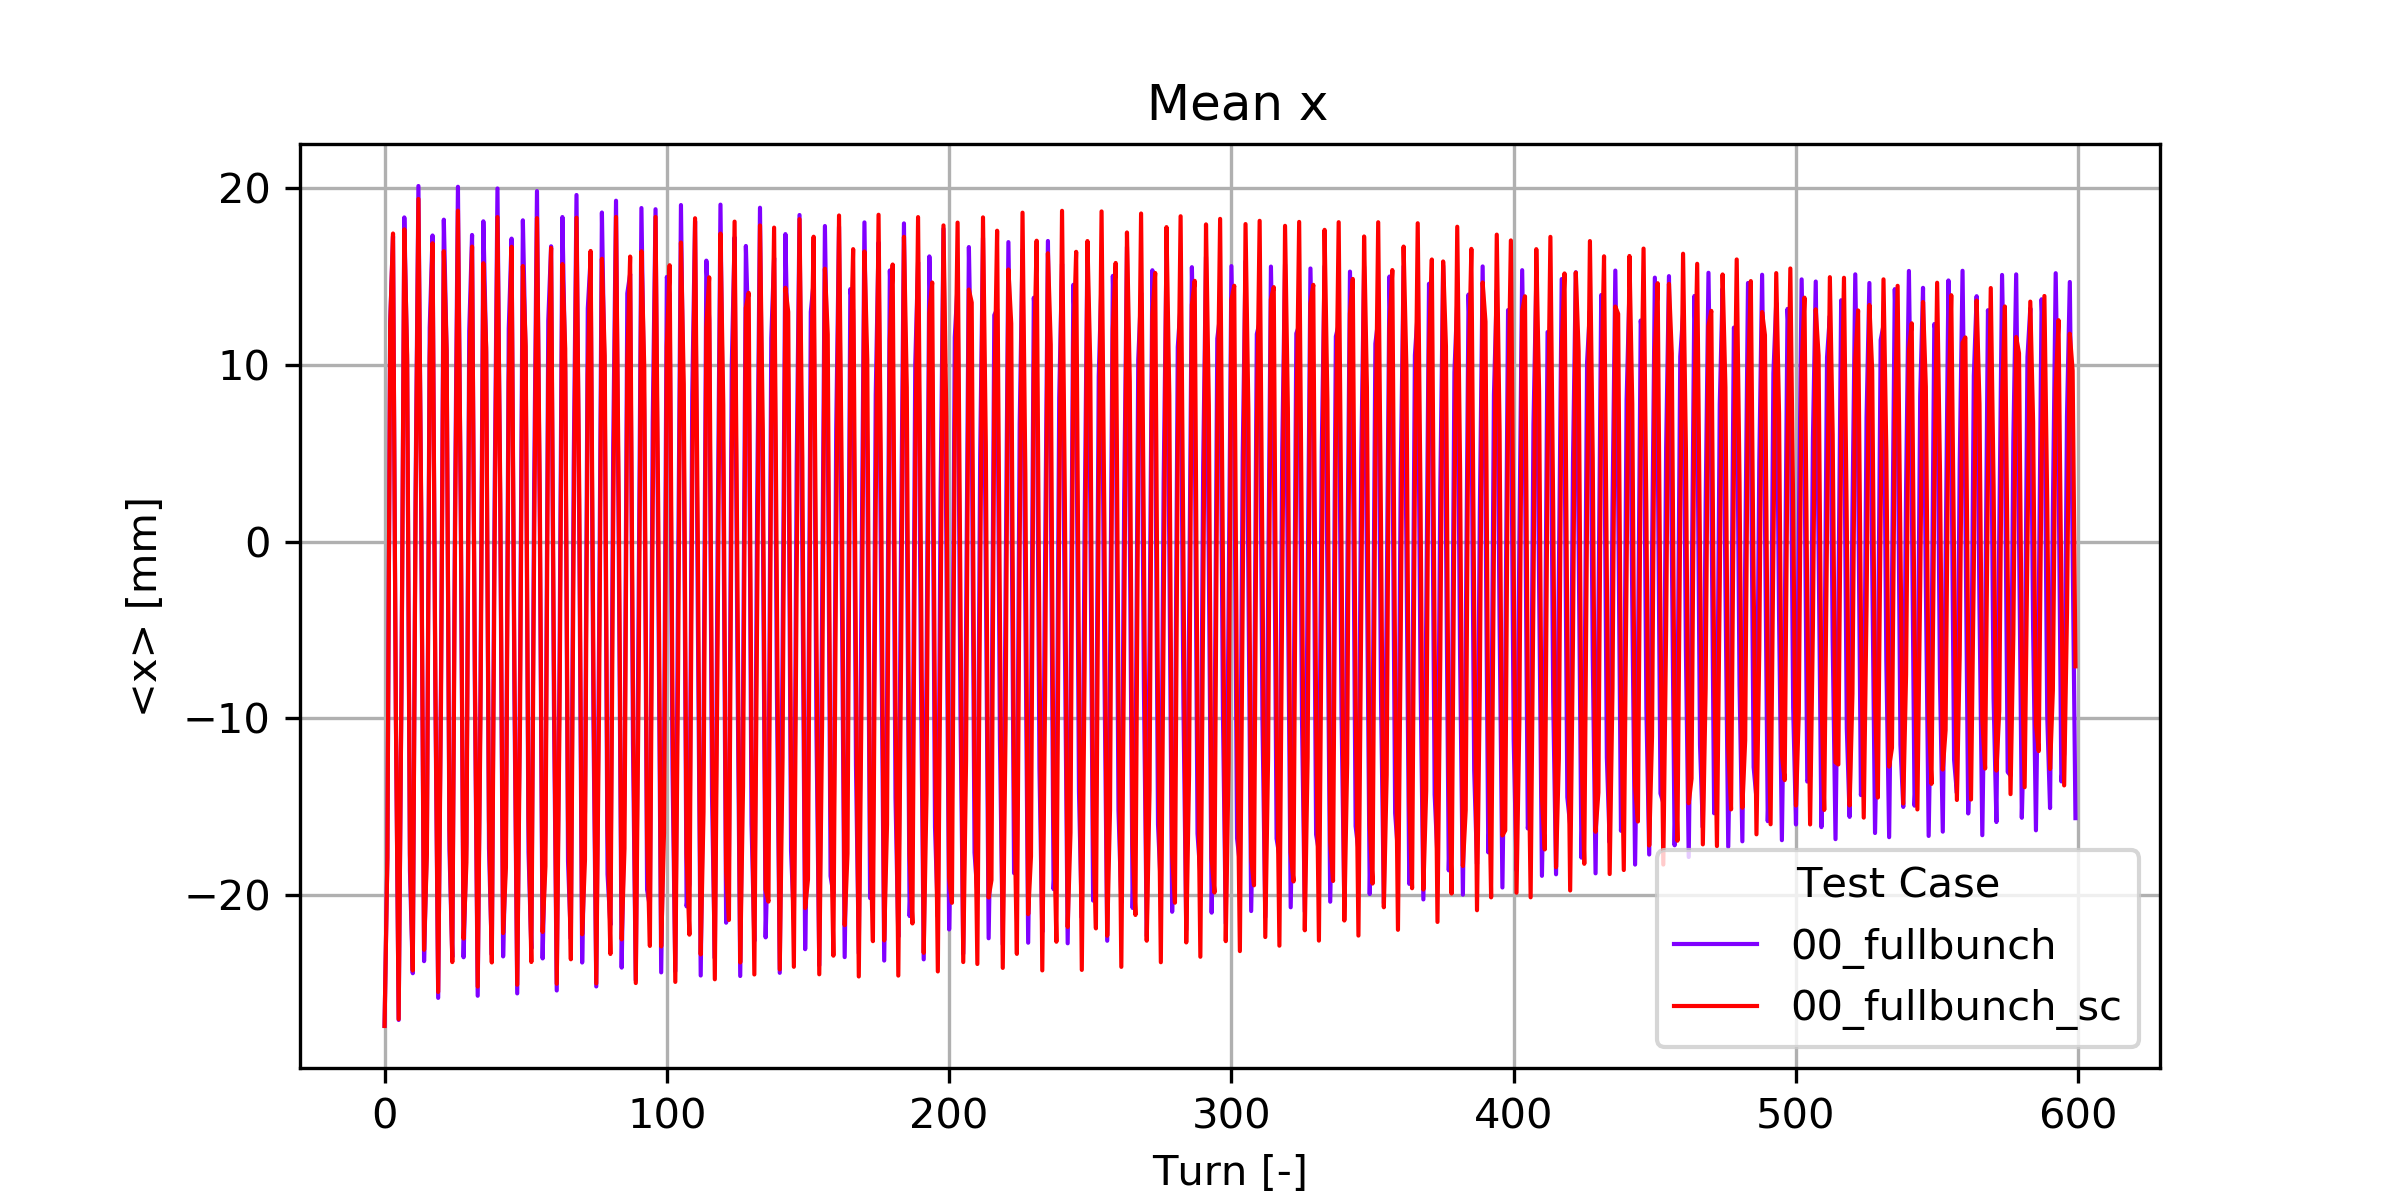 Mean x
20
10
0
−10
−20
<x> [mm]
0 100 200 300 400 500 600
Turn [-]
Test Case
00_fullbunch
00_fullbunch_sc